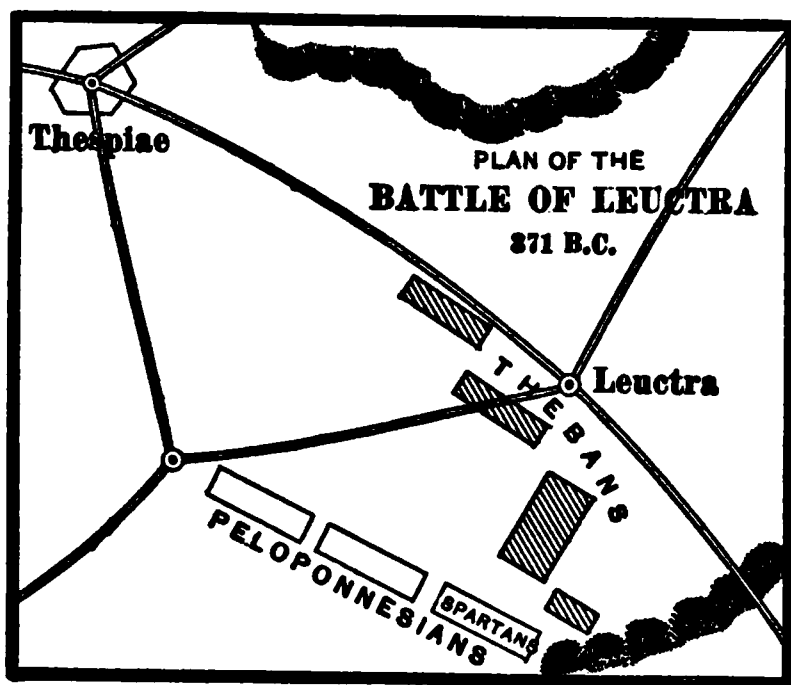 Thespiae
PLAN OF THE
BATTLE OF LEUCTRA
371 B.C.
THEBANS
Leuctra
PELOPONNESIANS
SPARTANS